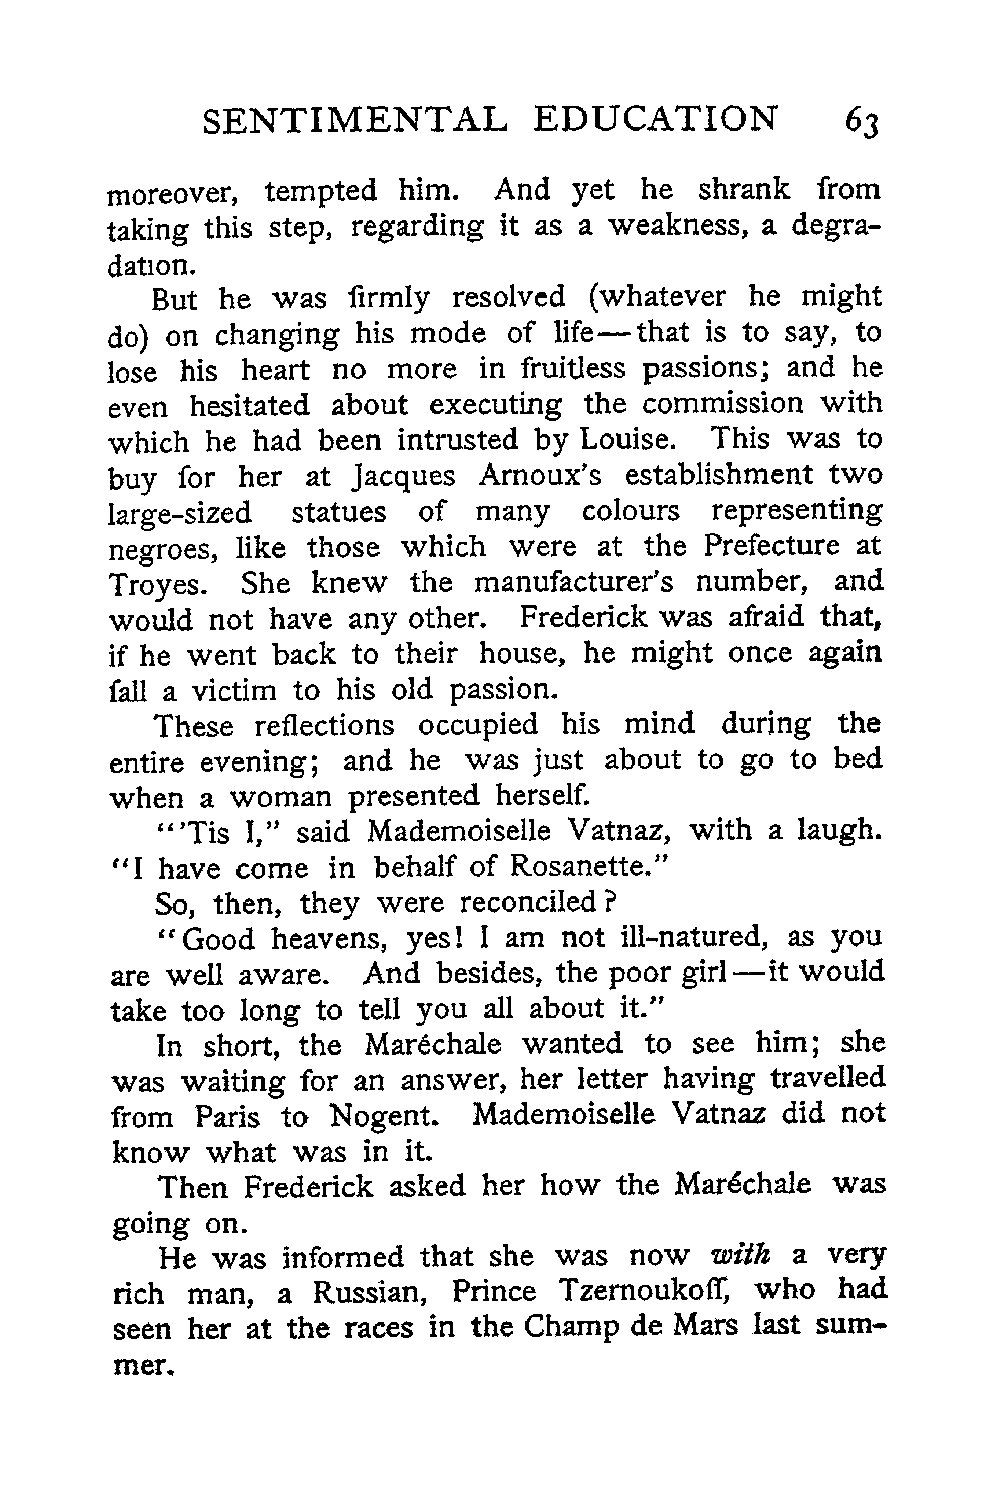 SENTIMENTAL EDUCATION 63
moreover, tempted him. And yet he shrank from
taking this step, regarding it as a weakness, a degra-
dation.
But he was firmly resolved (whatever he might
do) on changing his mode of life—that is to say, to
lose his heart no more in fruitless passions; and he
even hesitated about executing the commission with
which he had been intrusted by Louise. This was to
buy for her at Jacques Arnoux's establishment two
large-sized statues of many colours representing
negroes, like those which were at the Prefecture at
Troyes. She knew the manufacturer's number, and
would not have any other. Frederick was afraid that,
if he went back to their house, he might once again
fall a victim to his old passion.
These reflections occupied his mind during the
entire evening; and he was just about to go to bed
when a woman presented herself.
"'Tis I," said Mademoiselle Vatnaz, with a laugh.
"I have come in behalf of Rosanette."
So, then, they were reconciled?
"Good heavens, yes! I am not ill-natured, as you
are well aware. And besides, the poor girl—it would
take too long to tell you all about it."
In short, the Maréchale wanted to see him; she
was waiting for an answer, her letter having travelled
from Paris to Nogent. Mademoiselle Vatnaz did not
know what was in it.
Then Frederick asked her how the Maréchale was
going on.
He was informed that she was now with a very
rich man, a Russian, Prince Tzernoukoff, who had
seen her at the races in the Champ de Mars last sum-
mer.